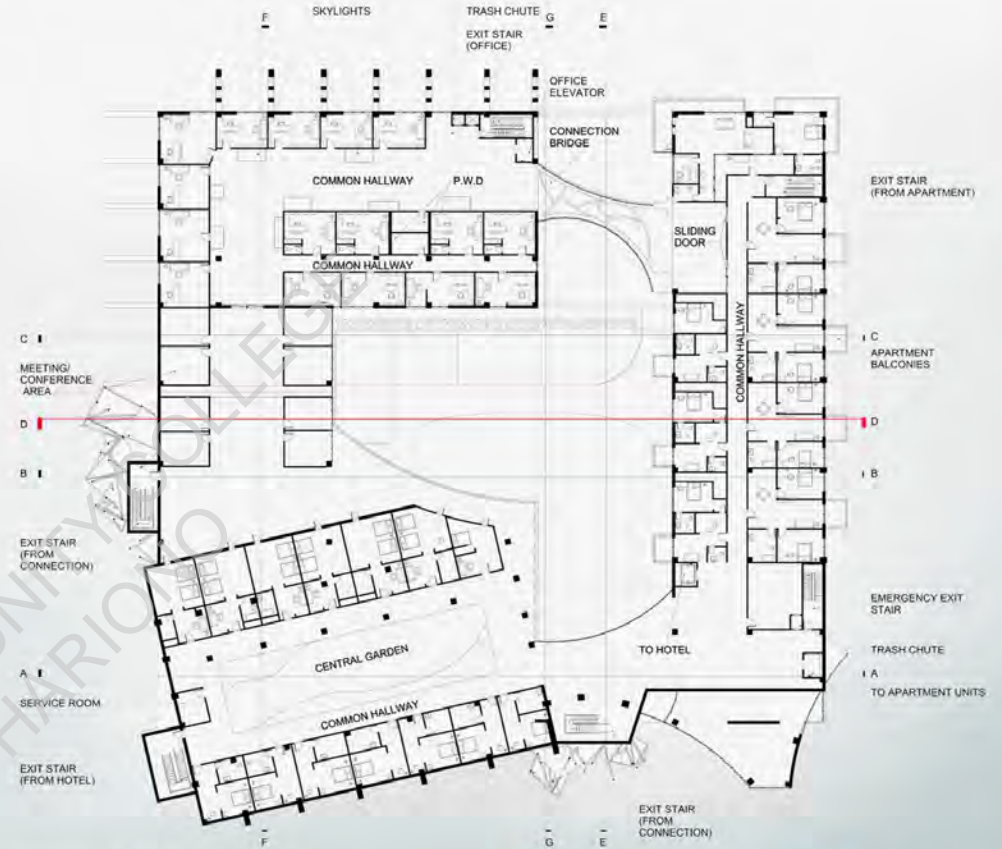 SKYLIGHTS
TRASH CHUTE
F
G
E
EXIT STAIR
(OFFICE)
OFFICE
ELEVATOR
CONNECTION
BRIDGE
COMMON HALLWAY
P.W.D
EXIT STAIR
(FROM APARTMENT)
SLIDING
DOOR
COMMON HALLWAY
COMMON HALLWAY
C
C
MEETING/
CONFERENCE
AREA
APARTMENT
BALCONIES
D
D
B
B
EXIT STAIR
(FROM
CONNECTION)
EMERGENCY EXIT
STAIR
TO HOTEL
CENTRAL GARDEN
TRASH CHUTE
A
A
SERVICE ROOM
TO APARTMENT UNITS
COMMON HALLWAY
EXIT STAIR
(FROM HOTEL)
EXIT STAIR
(FROM
CONNECTION)
F
G
E